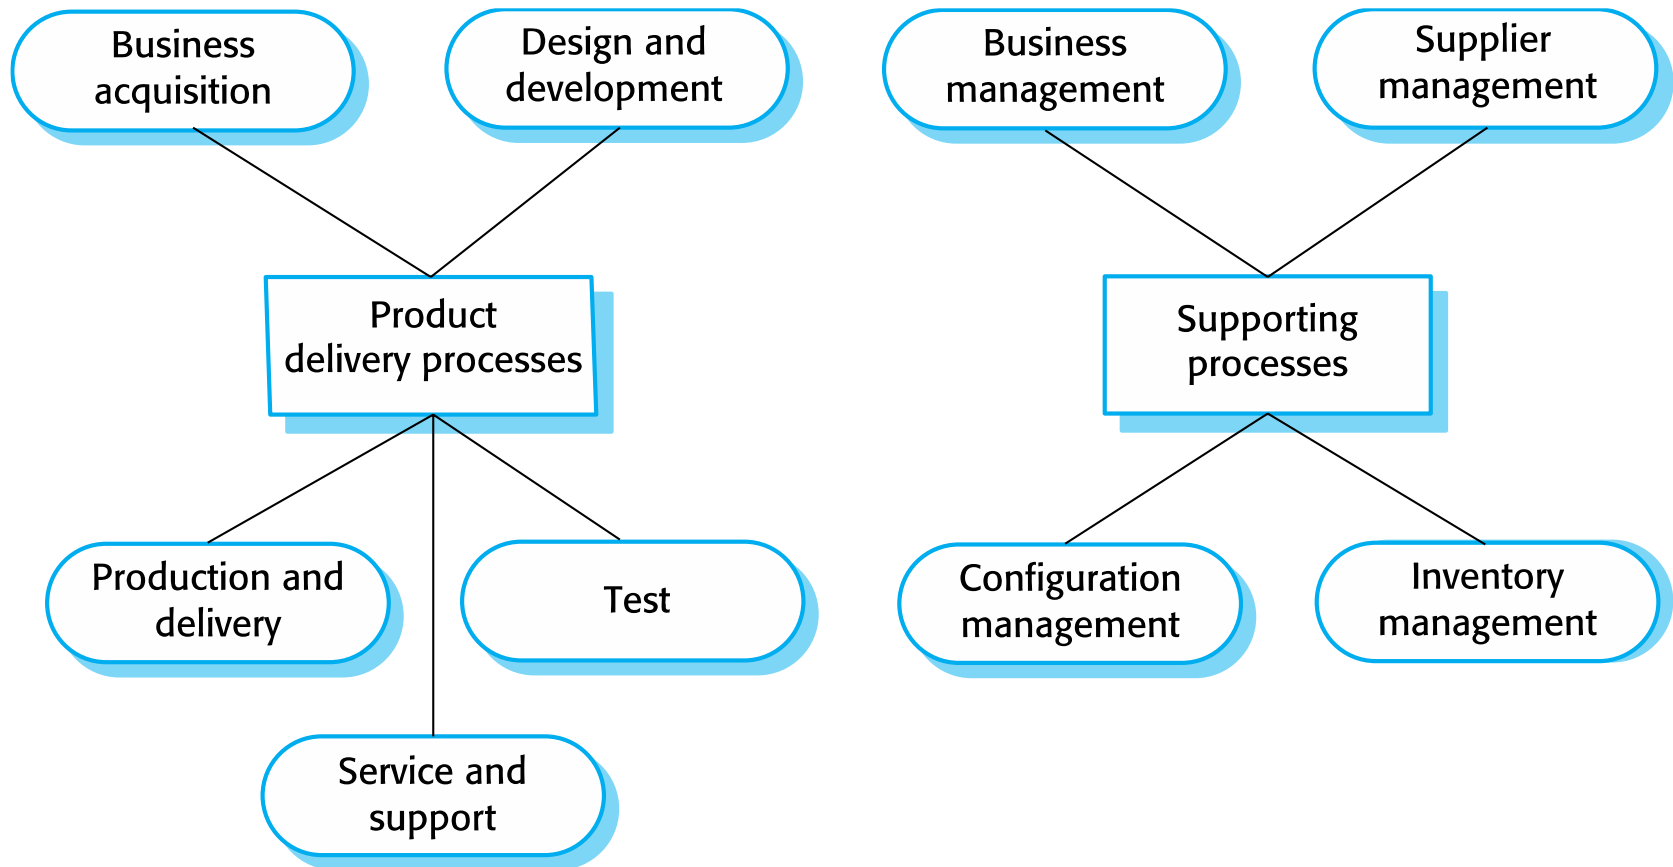 Business
acquisition
Design and
development
Business
management
Supplier
management
Product
delivery processes
Supporting
processes
Production and
delivery
Test
Configuration
management
Inventory
management
Service and
support